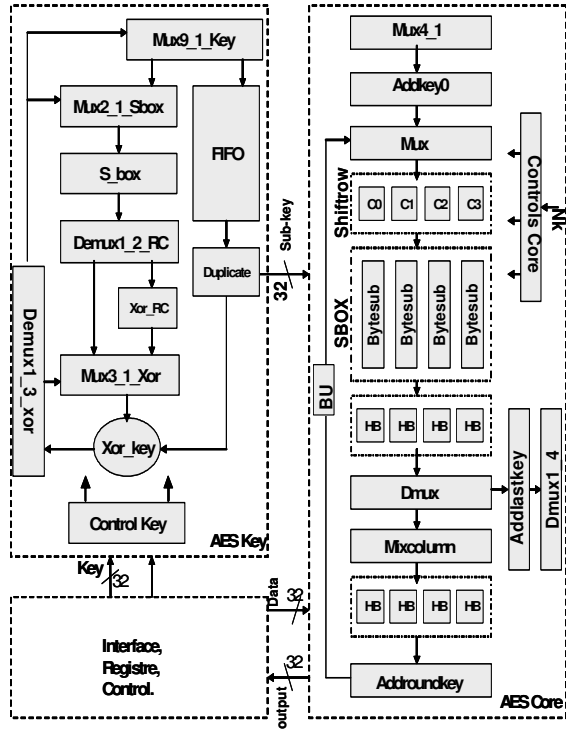 Mux9_1_Key
Mux2_1_Sbox
S_box
Demux1_2_RC
Xor_RC
Mux3_1_Xor
Xor_key
Control Key
Demux1_3_xor
FIFO
Duplicate
AES Key
Sub-key
32
Key
32
Interface,
Registre,
Control.
Data
32
32
output
Mux4_1
Addkey0
Mux
Shiftrow
C0 C1 C2 C3
SBOX
Bytesub Bytesub Bytesub Bytesub
BU
HB HB HB HB
Dmux
Mixcolumn
HB HB HB HB
Addroundkey
Controls Core
Nk
Addlastkey
Dmux1_4
AES Core